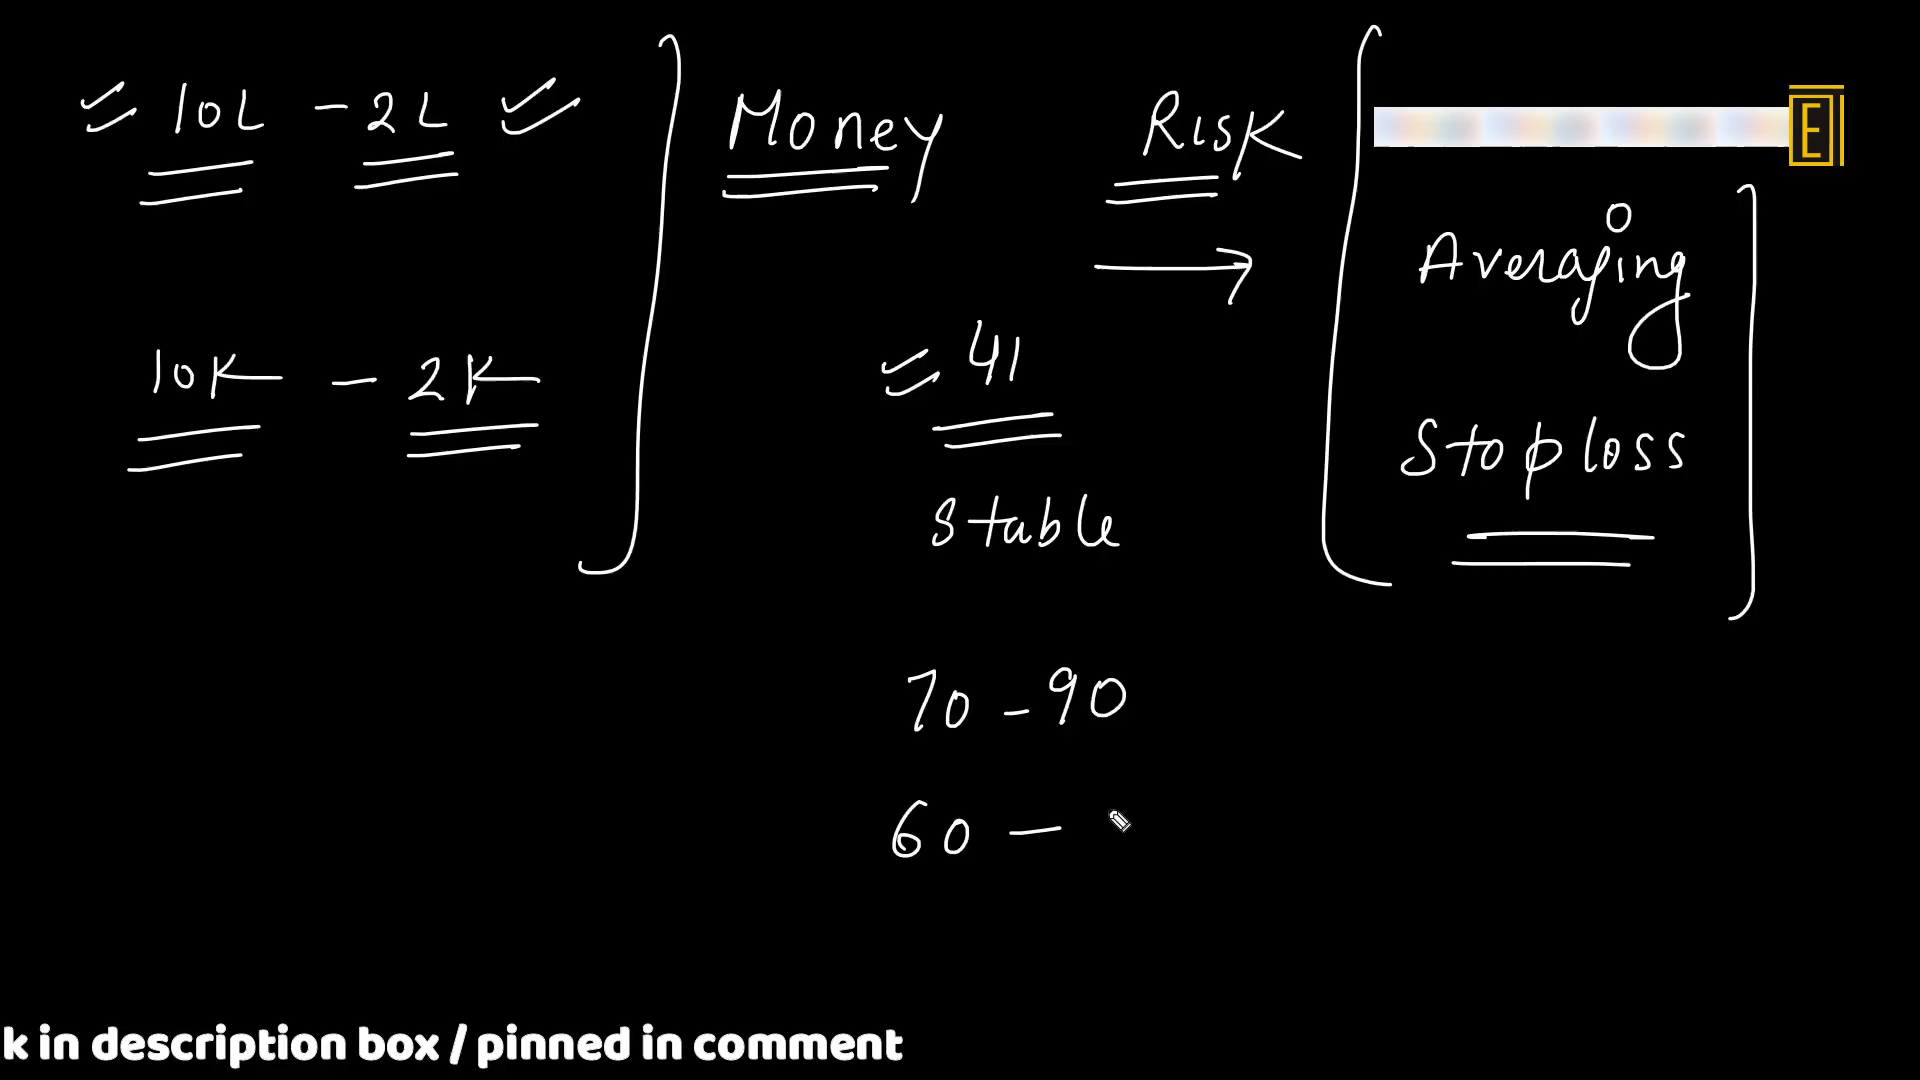 10L - 2L
10K - 2K
Money
Risk
41
Stable
70 - 90
60 -
E
Averaging
Stoploss
k in description box / pinned in comment